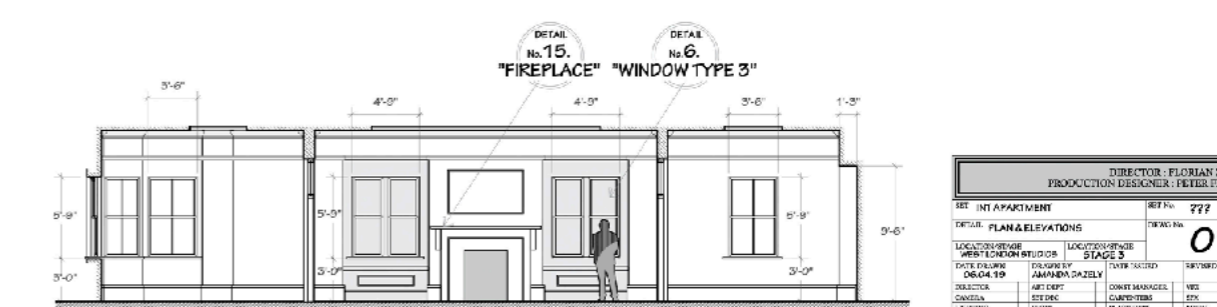 DETAIL
No. 15.
"FIREPLACE"
DETAIL
No. 6.
"WINDOW TYPE 3"
3'-6"
4'-9"
4'-9"
3'-6"
1'-3"
5'-9"
5'-9"
5'-9"
9'-6"
3'-0"
3'-0"
3'-0"
DIRECTOR : FLORIAN
PRODUCTION DESIGNER : PETER
SET INT APARTMENT
SET No. ???
DETAIL PLAN & ELEVATIONS
DRWG No.
0
LOCATION/STAGE
WEST LONDON STUDIOS
LOCATION/STAGE
STAGE 3
DATE DRAWN
06.04.19
DRAWN BY
AMANDA DAZELY
DATE ISSUED
REVISED
DIRECTOR
ART DEPT
CONST MANAGER
VFX
CAMERA
SET DEC
CARPENTERS
SFX